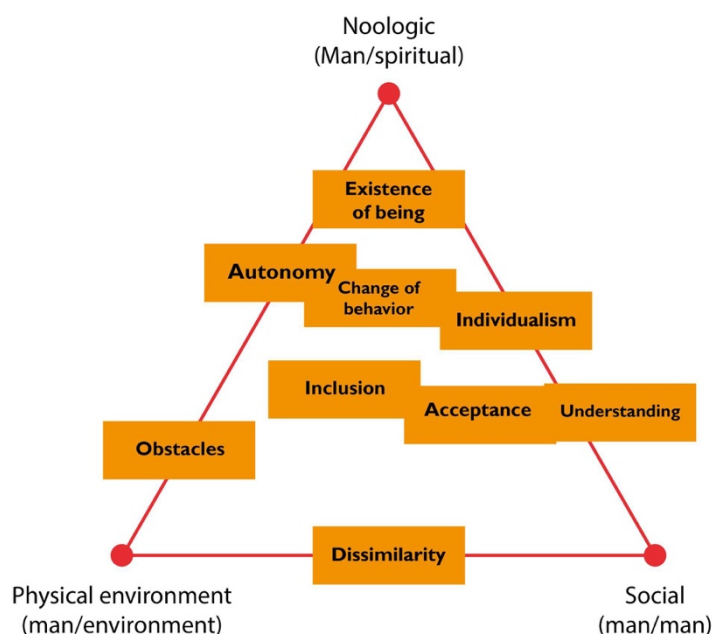 Noologic
(Man/spiritual)
Existence
of being
Autonomy
Change of
behavior
Individualism
Inclusion
Acceptance
Understanding
Obstacles
Dissimilarity
Physical environment
(man/environment)
Social
(man/man)